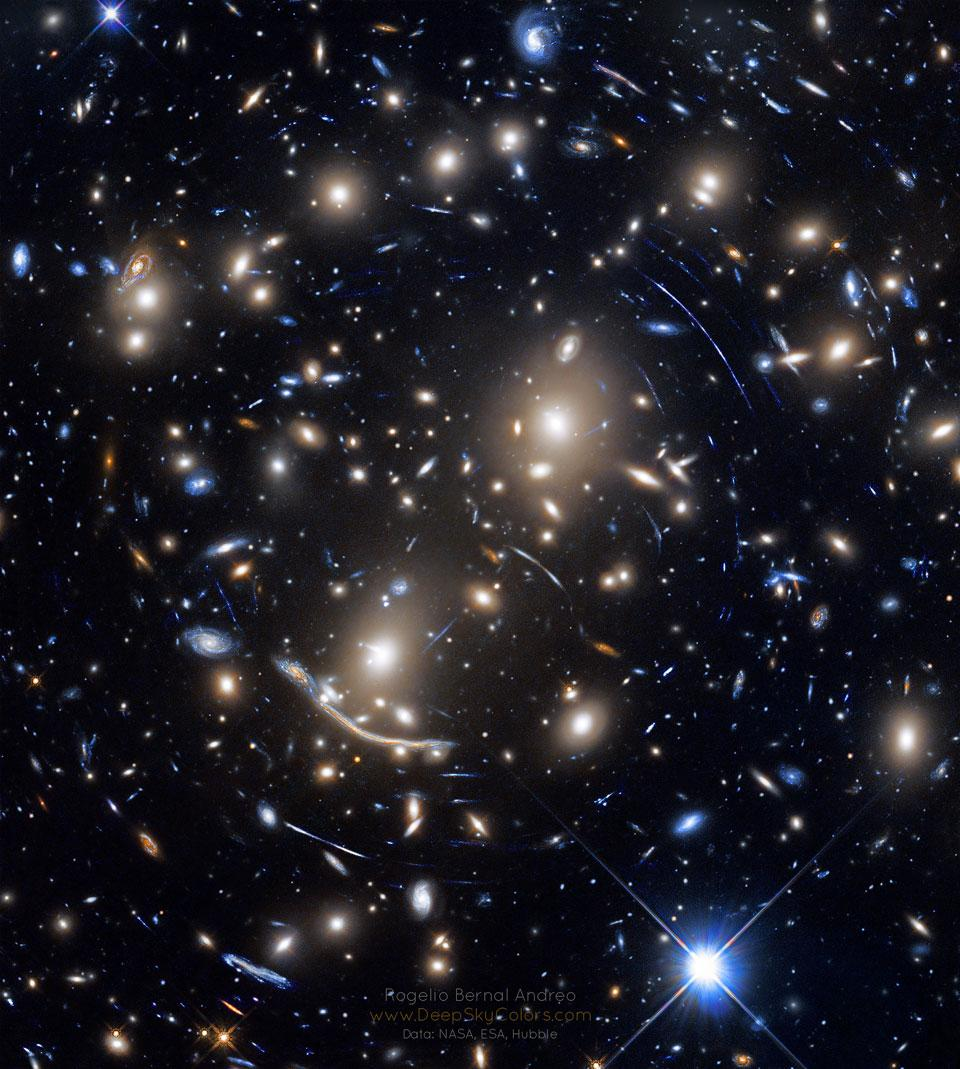 Rogelio Bernal Andreo
www.DeepSkyColors.com
Data: NASA, ESA, Hubble